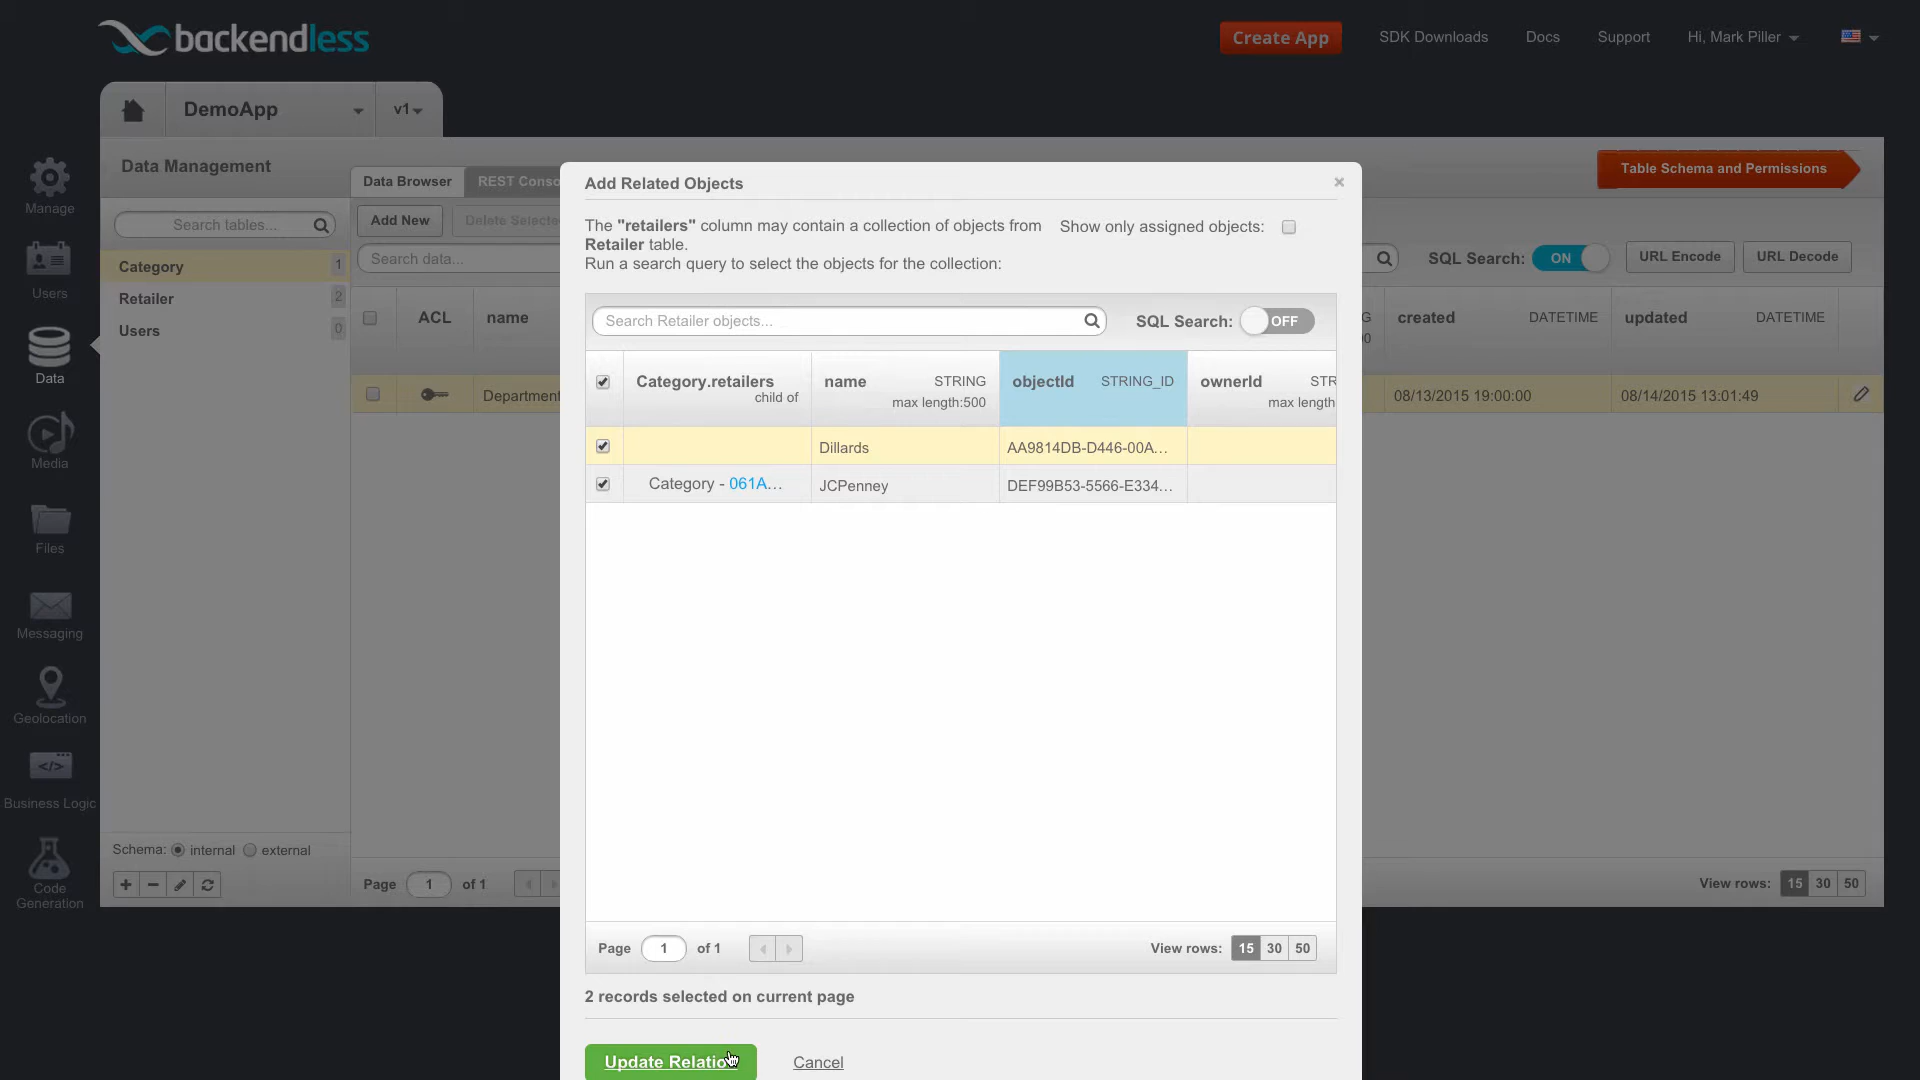 backendless
Create App
SDK Downloads
Docs
Support
Hi, Mark Piller
DemoApp
v1
Manage
Users
Data
Media
Files
Messaging
Geolocation
Business Logic
Code
Generation
Data Management
Search tables...
Category 1
Retailer 2
Users 0
Schema: internal external
Data Browser
REST Conso
Table Schema and Permissions
Add New
Delete Selecte
Search data...
SQL Search: ON
URL Encode
URL Decode
ACL
name
created DATETIME
updated DATETIME
Department
08/13/2015 19:00:00
08/14/2015 13:01:49
Page 1 of 1
View rows: 15 30 50
Add Related Objects
×
The "retailers" column may contain a collection of objects from
Retailer table.
Run a search query to select the objects for the collection:
Show only assigned objects:
Search Retailer objects...
SQL Search: OFF
Category.retailers
child of
name STRING
max length:500
objectId STRING_ID
ownerId STR
max length
Dillards AA9814DB-D446-00A...
Category - 061A... JCPenney DEF99B53-5566-E334...
Page 1 of 1
View rows: 15 30 50
2 records selected on current page
Update Relatio
Cancel